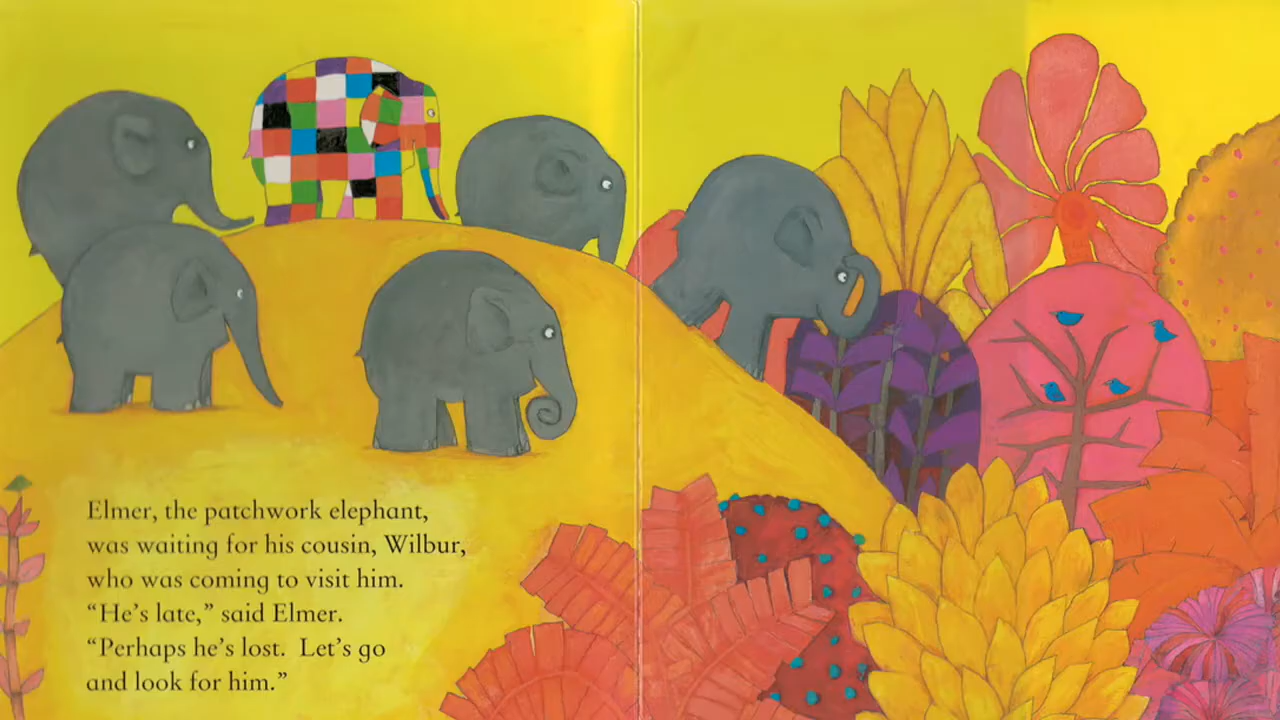 Elmer, the patchwork elephant,
was waiting for his cousin, Wilbur,
who was coming to visit him.
“He’s late,” said Elmer.
“Perhaps he’s lost.  Let’s go
and look for him.”